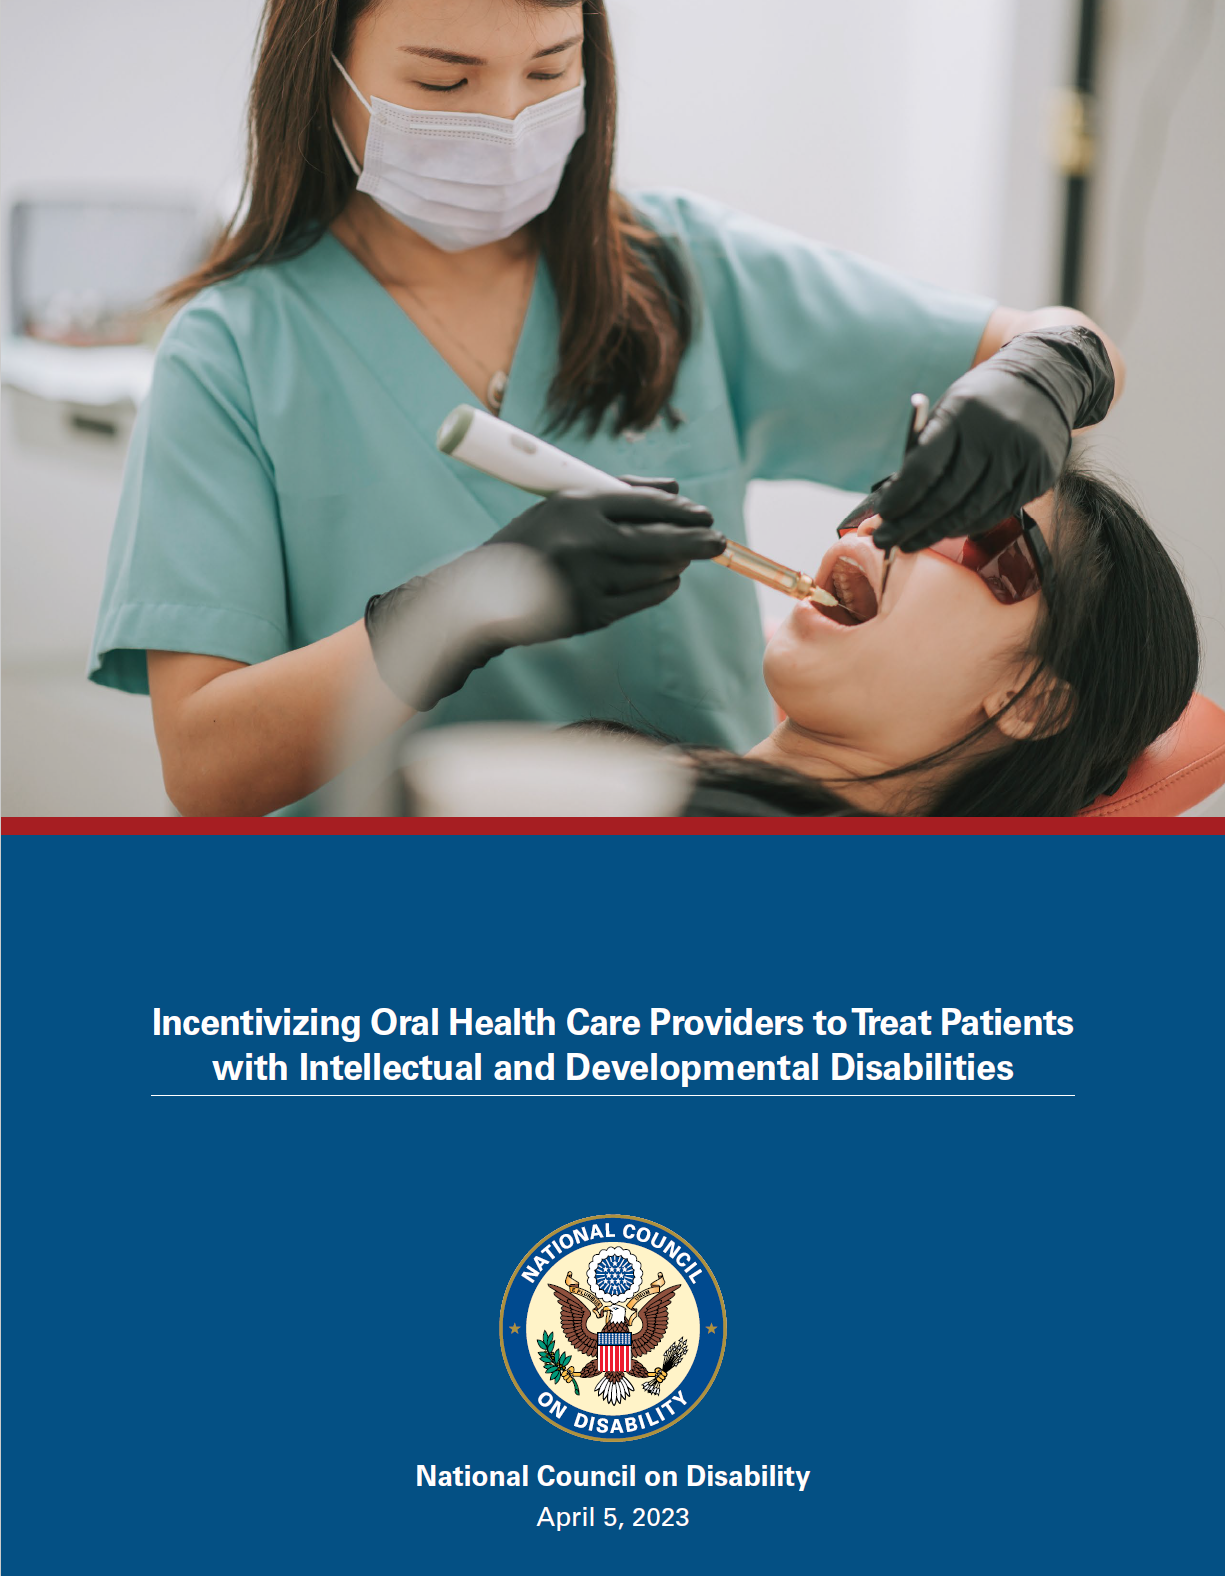 Incentivizing Oral Health Care Providers to Treat Patients
with Intellectual and Developmental Disabilities
NATIONAL COUNCIL
ON DISABILITY
National Council on Disability
April 5, 2023